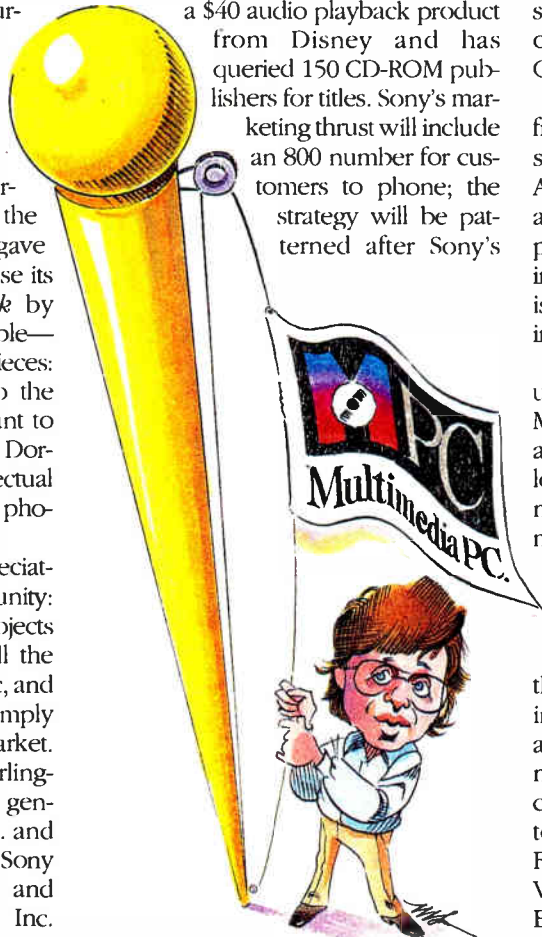 ur-
r-
the
gave
se its
k by
ble—
ieces:
o the
unt to
Dor-
ectual
pho-
eciat-
unity:
ojects
ll the
c, and
mply
arket.
rling-
gen-
. and
Sony
and
Inc.
a $40 audio playback product
from Disney and has
queried 150 CD-ROM pub-
lishers for titles. Sony's mar-
keting thrust will include
an 800 number for cus-
tomers to phone; the
strategy will be pat-
terned after Sony's
MPC
Multimedia PC.